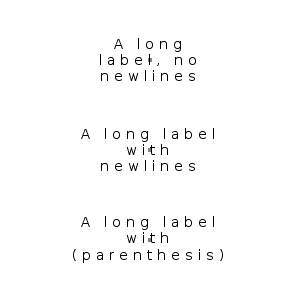 A long
label, no
newlines
A long label
with
newlines
A long label
with
(parenthesis)